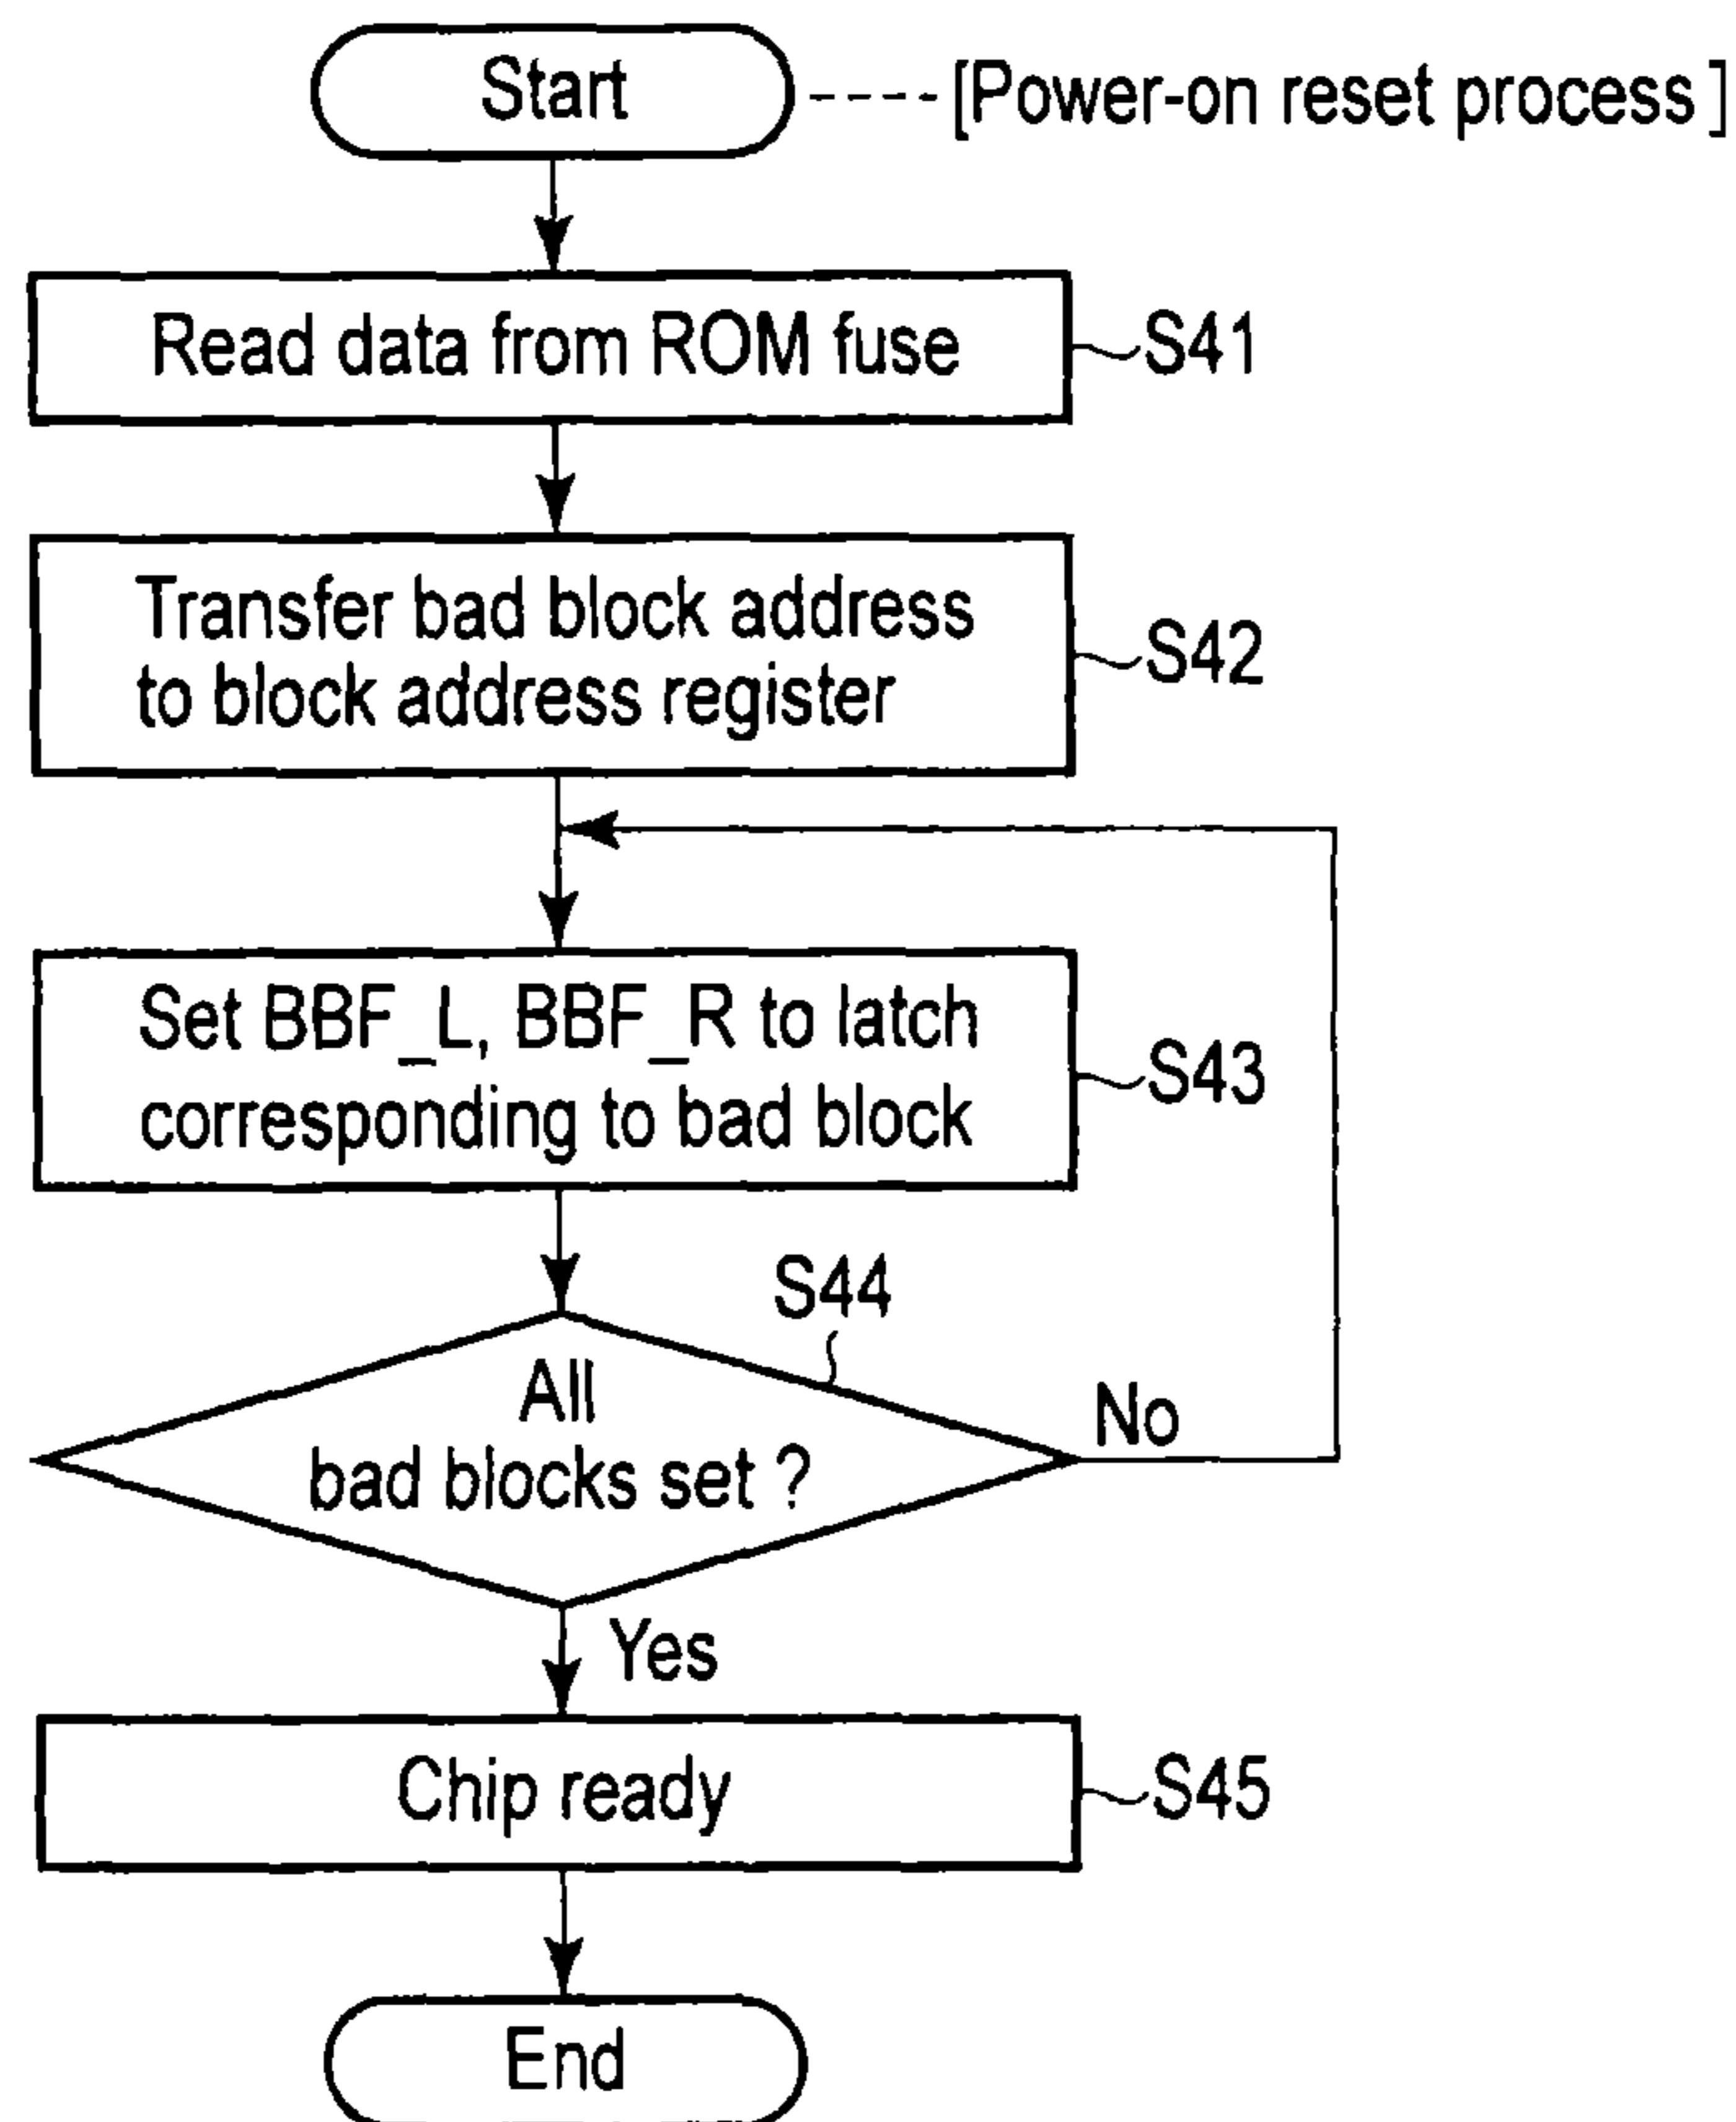 Start
[Power-on reset process]
Read data from ROM fuse
S41
Transfer bad block address
to block address register
S42
Set BBF_L, BBF_R to latch
corresponding to bad block
S43
S44
All
bad blocks set ?
No
Yes
Chip ready
S45
End